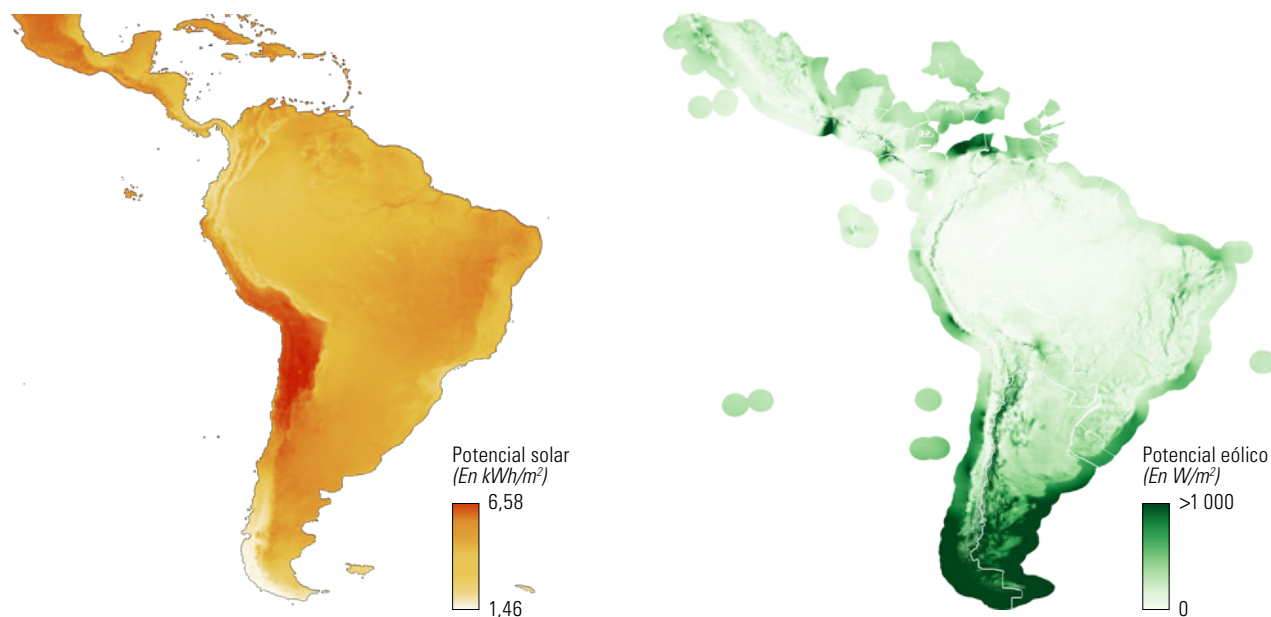 Potencial solar
(En kWh/m²)
6,58
1,46
Potencial eólico
(En W/m²)
>1 000
0